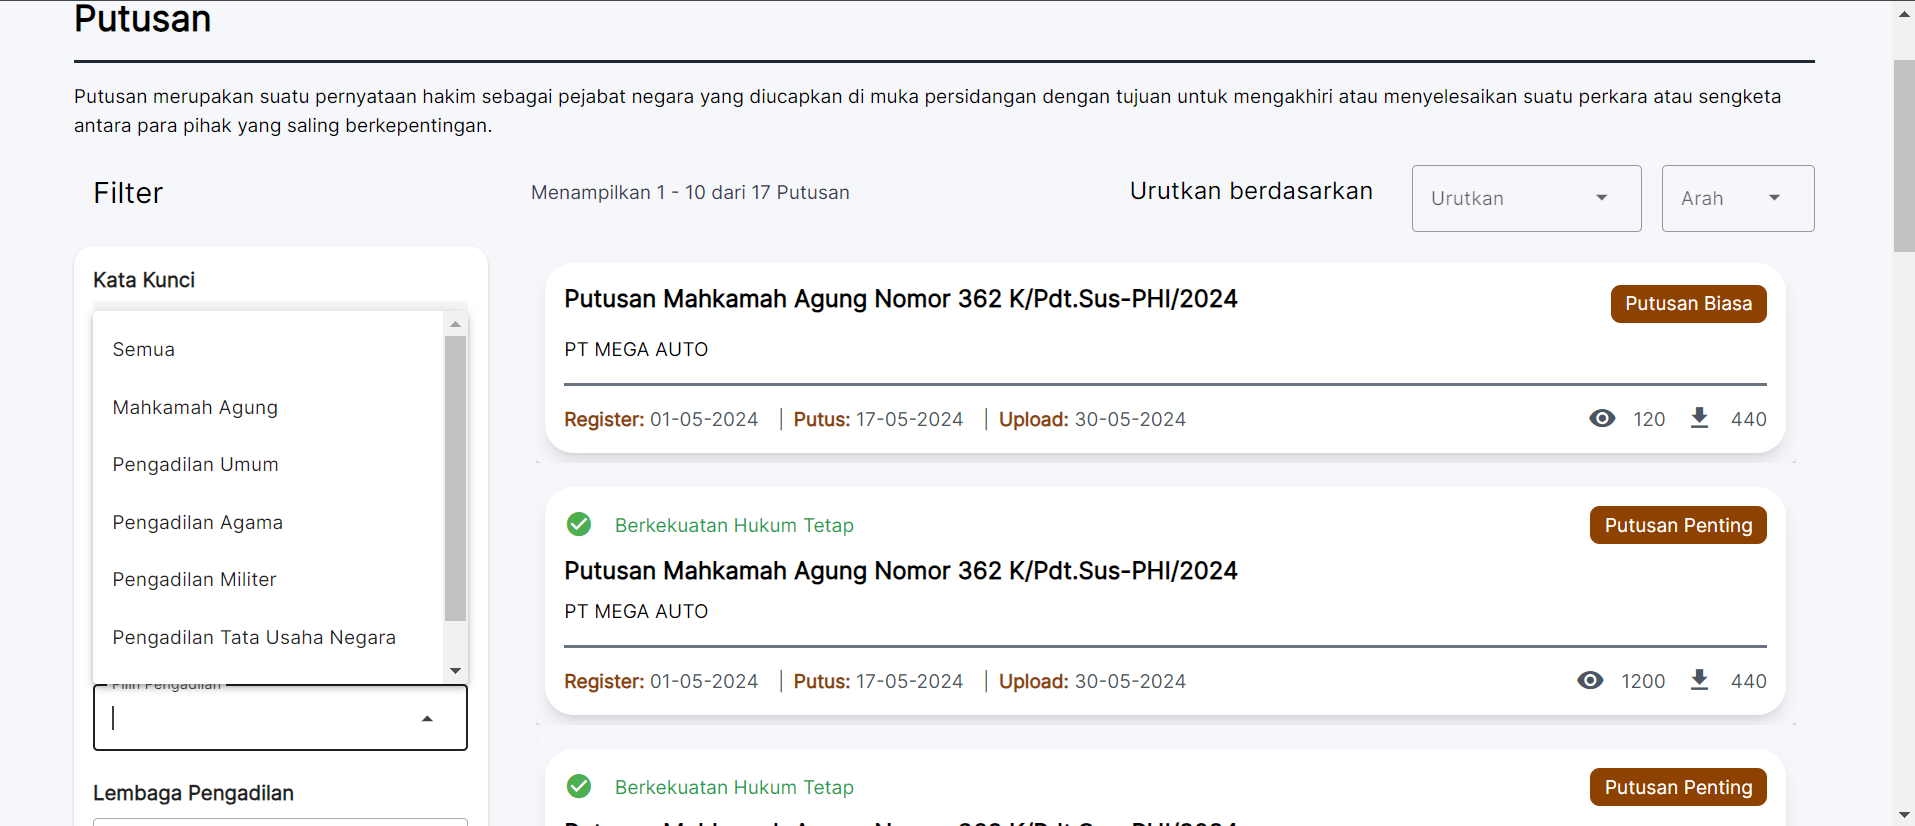 Putusan
Putusan merupakan suatu pernyataan hakim sebagai pejabat negara yang diucapkan di muka persidangan dengan tujuan untuk mengakhiri atau menyelesaikan suatu perkara atau sengketa
antara para pihak yang saling berkepentingan.
Filter
Menampilkan 1 - 10 dari 17 Putusan
Urutkan berdasarkan
Urutkan
Arah
Kata Kunci
Semua
Mahkamah Agung
Pengadilan Umum
Pengadilan Agama
Pengadilan Militer
Pengadilan Tata Usaha Negara
Pilih Pengadilan
Lembaga Pengadilan
Putusan Mahkamah Agung Nomor 362 K/Pdt.Sus-PHI/2024
Putusan Biasa
PT MEGA AUTO
Register: 01-05-2024 | Putus: 17-05-2024 | Upload: 30-05-2024
120
440
Berkekuatan Hukum Tetap
Putusan Penting
Putusan Mahkamah Agung Nomor 362 K/Pdt.Sus-PHI/2024
PT MEGA AUTO
Register: 01-05-2024 | Putus: 17-05-2024 | Upload: 30-05-2024
1200
440
Berkekuatan Hukum Tetap
Putusan Penting